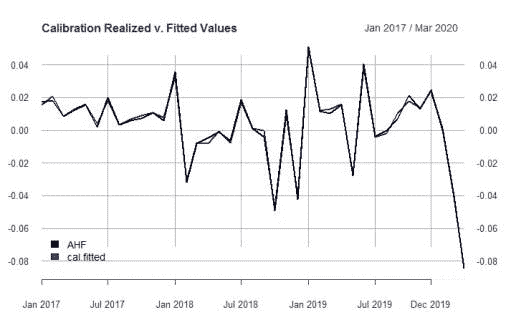 Calibration Realized v. Fitted Values Jan 2017 / Mar 2020
0.04 0.04
0.02 0.02
0.00 0.00
-0.02 -0.02
-0.04 -0.04
-0.06 -0.06
AHF
cal.fitted
-0.08 -0.08
Jan 2017 Jul 2017 Jan 2018 Jul 2018 Jan 2019 Jul 2019 Dec 2019